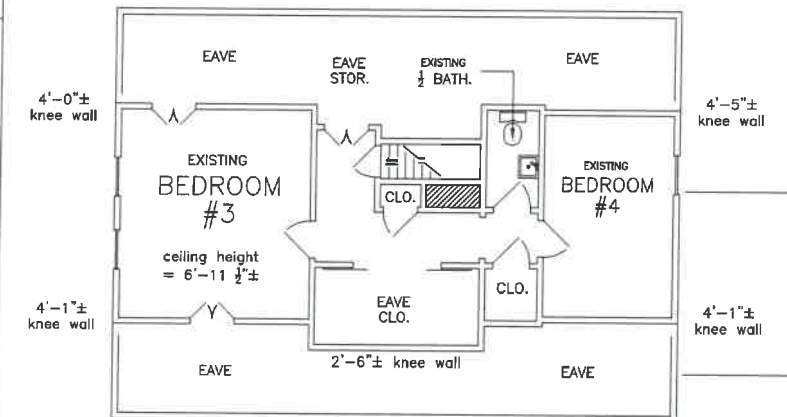 EAVE
EAVE
STOR.
EXISTING
½ BATH.
EAVE
4'-0"±
knee wall
4'-5"±
knee wall
EXISTING
BEDROOM
#3
ceiling height
= 6'-11 ½"±
CLO.
EXISTING
BEDROOM
#4
4'-1"±
knee wall
EAVE
CLO.
CLO.
4'-1"±
knee wall
2'-6"± knee wall
EAVE
EAVE